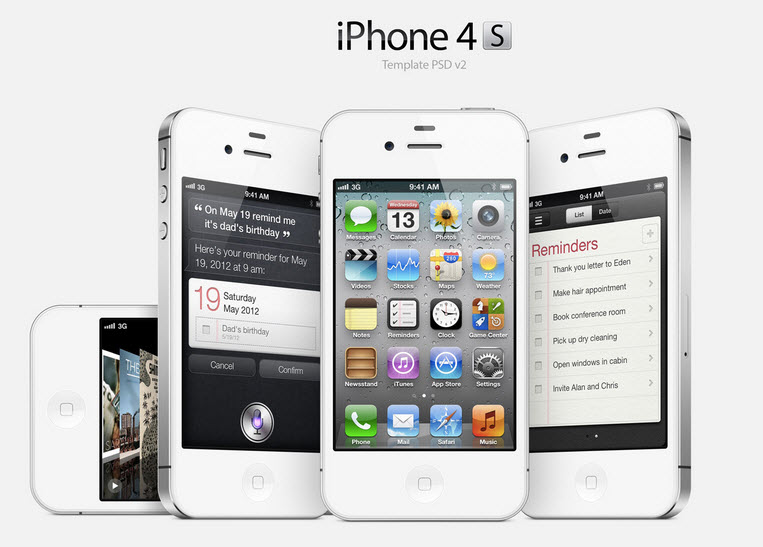 iPhone 4 S
Template PSD v2
3G
THE
3G
9:41 AM
“ On May 19 remind me
it's dad's birthday ”
Here's your reminder for May
19, 2012 at 9 am:
19 Saturday
May 2012
Dad's birthday
5/19/12
Cancel Confirm
3G 9:41 AM
Wednesday
13
280
73°
Messages Calendar Photos Camera
Videos Stocks Maps Weather
Notes Reminders Clock Game Center
Newsstand iTunes App Store Settings
Phone Mail Safari Music
3G 9:41 AM
List Date
Reminders
Thank you letter to Eden
Make hair appointment
Book conference room
Pick up dry cleaning
Open windows in cabin
Invite Alan and Chris